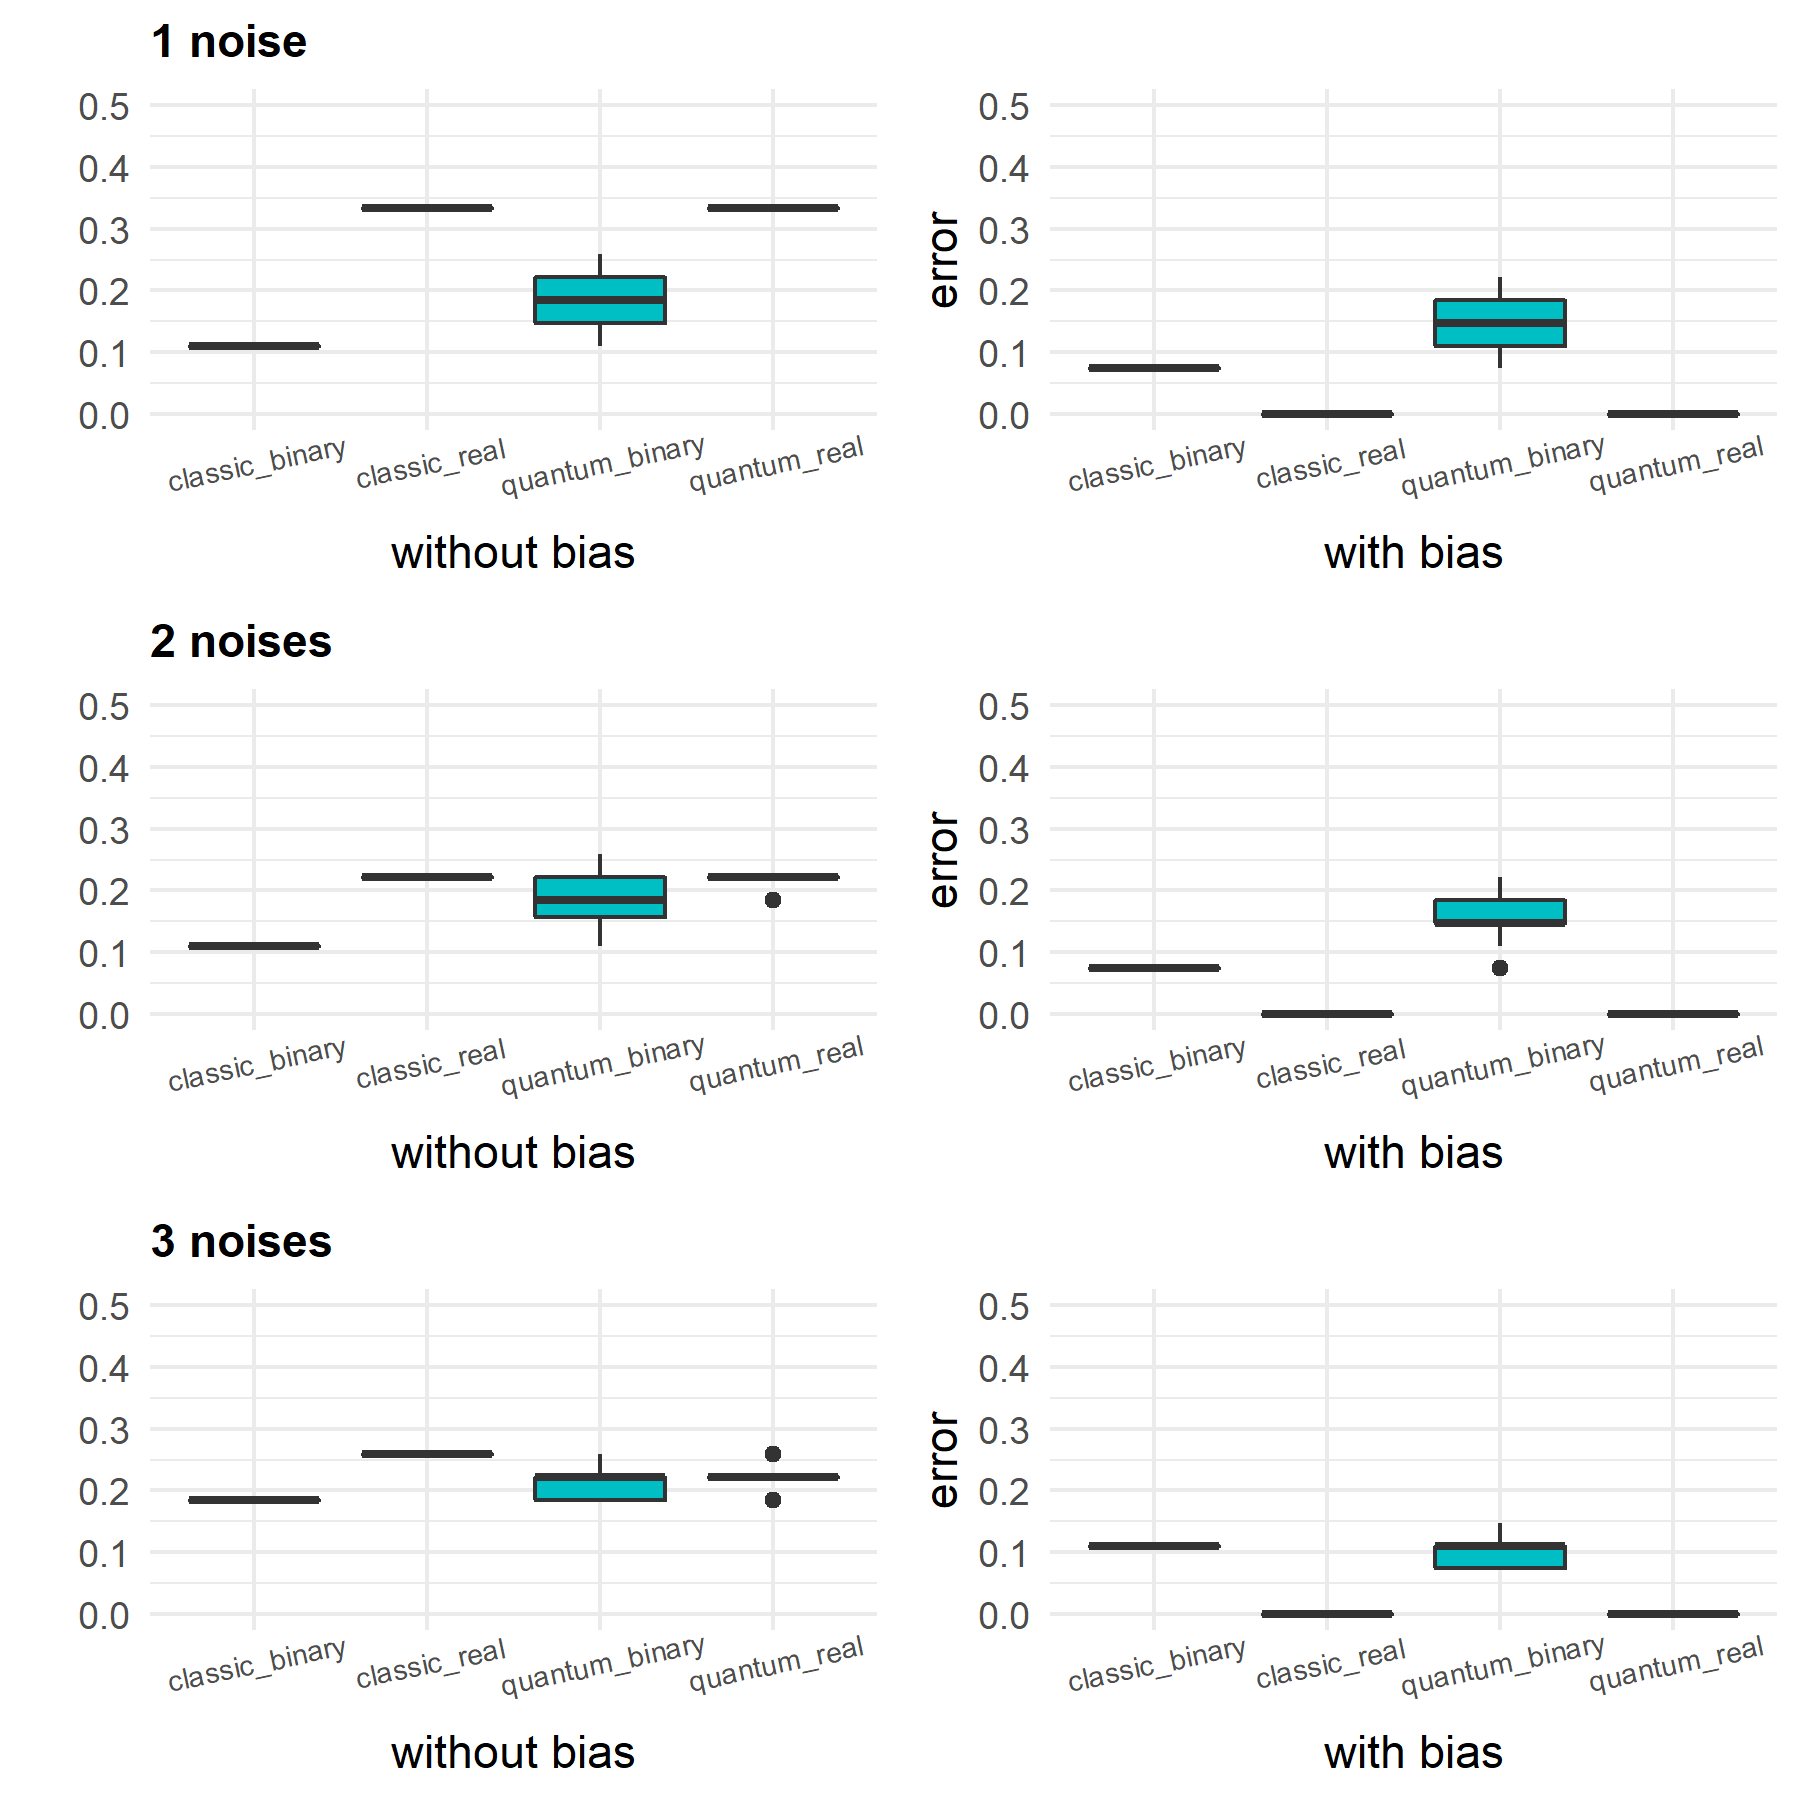 1 noise
0.5
0.4
0.3
0.2
0.1
0.0
classic_binary
classic_real
quantum_binary
quantum_real
without bias
error
0.5
0.4
0.3
0.2
0.1
0.0
classic_binary
classic_real
quantum_binary
quantum_real
with bias
2 noises
0.5
0.4
0.3
0.2
0.1
0.0
classic_binary
classic_real
quantum_binary
quantum_real
without bias
error
0.5
0.4
0.3
0.2
0.1
0.0
classic_binary
classic_real
quantum_binary
quantum_real
with bias
3 noises
0.5
0.4
0.3
0.2
0.1
0.0
classic_binary
classic_real
quantum_binary
quantum_real
without bias
error
0.5
0.4
0.3
0.2
0.1
0.0
classic_binary
classic_real
quantum_binary
quantum_real
with bias